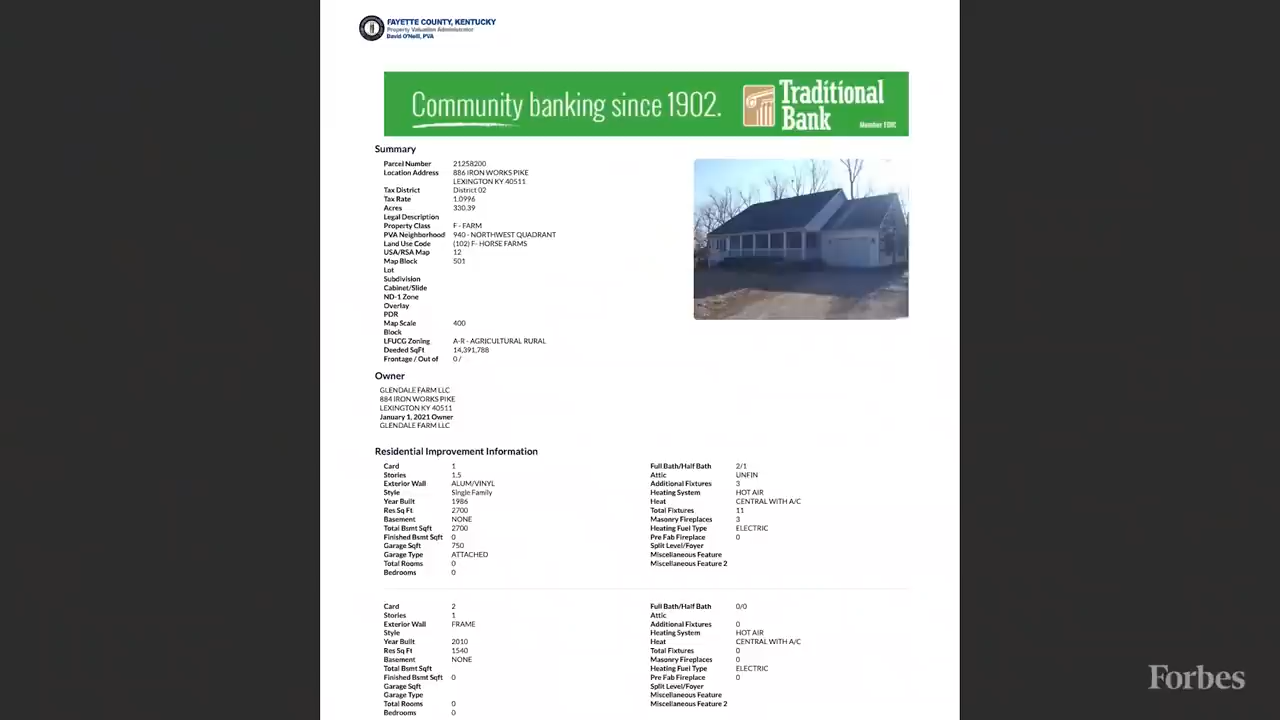 FAYETTE COUNTY, KENTUCKY
Property Valuation Administrator
David O'Neill, PVA
Community banking since 1902.
Traditional
Bank
Member FDIC
Summary
Parcel Number 21258200
Location Address 886 IRON WORKS PIKE
LEXINGTON KY 40511
Tax District District 02
Tax Rate 1.0996
Acres 330.39
Legal Description
Property Class F - FARM
PVA Neighborhood 940 - NORTHWEST QUADRANT
Land Use Code (102) F- HORSE FARMS
USA/RSA Map 12
Map Block 501
Lot
Subdivision
Cabinet/Slide
ND-1 Zone
Overlay
PDR
Map Scale 400
Block
LFUCG Zoning A-R - AGRICULTURAL RURAL
Deeded SqFt 14,391,788
Frontage / Out of 0 /
Owner
GLENDALE FARM LLC
884 IRON WORKS PIKE
LEXINGTON KY 40511
January 1, 2021 Owner
GLENDALE FARM LLC
Residential Improvement Information
Card 1 Full Bath/Half Bath 2/1
Stories 1.5 Attic UNFIN
Exterior Wall ALUM/VINYL Additional Fixtures 3
Style Single Family Heating System HOT AIR
Year Built 1986 Heat CENTRAL WITH A/C
Res Sq Ft 2700 Total Fixtures 11
Basement NONE Masonry Fireplaces 3
Total Bsmt Sqft 2700 Heating Fuel Type ELECTRIC
Finished Bsmt Sqft 0 Pre Fab Fireplace 0
Garage Sqft 750 Split Level/Foyer
Garage Type ATTACHED Miscellaneous Feature
Total Rooms 0 Miscellaneous Feature 2
Bedrooms 0
Card 2 Full Bath/Half Bath 0/0
Stories 1 Attic
Exterior Wall FRAME Additional Fixtures 0
Style Heating System HOT AIR
Year Built 2010 Heat CENTRAL WITH A/C
Res Sq Ft 1540 Total Fixtures 0
Basement NONE Masonry Fireplaces 0
Total Bsmt Sqft Heating Fuel Type ELECTRIC
Finished Bsmt Sqft 0 Pre Fab Fireplace 0
Garage Sqft Split Level/Foyer
Garage Type Miscellaneous Feature
Total Rooms 0 Miscellaneous Feature 2
Bedrooms 0
Forbes